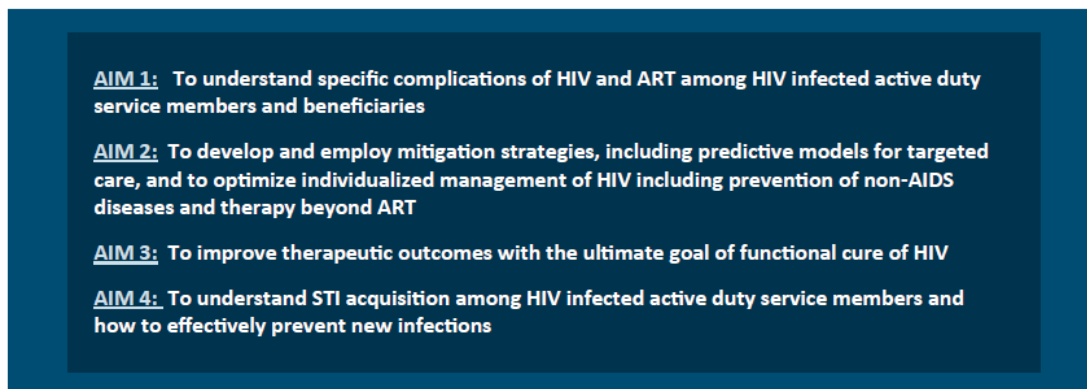 AIM 1: To understand specific complications of HIV and ART among HIV infected active duty
service members and beneficiaries
AIM 2: To develop and employ mitigation strategies, including predictive models for targeted
care, and to optimize individualized management of HIV including prevention of non-AIDS
diseases and therapy beyond ART
AIM 3: To improve therapeutic outcomes with the ultimate goal of functional cure of HIV
AIM 4: To understand STI acquisition among HIV infected active duty service members and
how to effectively prevent new infections